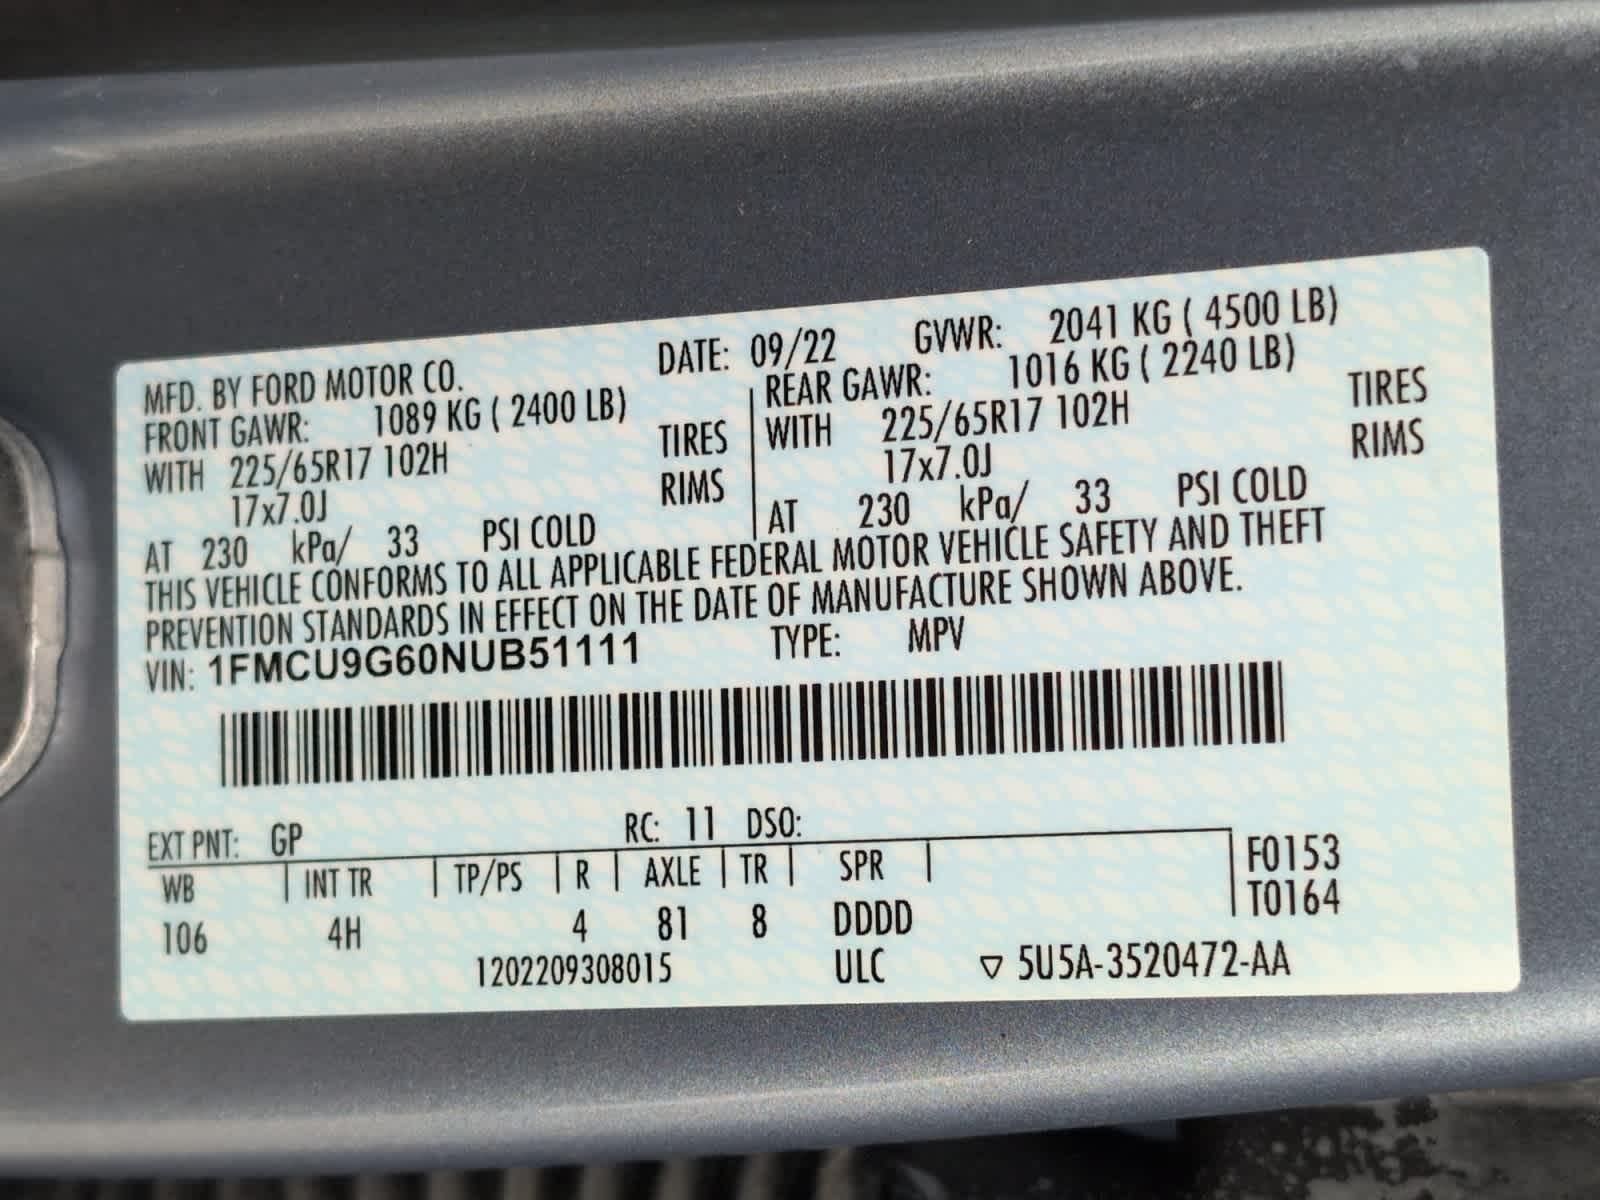 MFD. BY FORD MOTOR CO. DATE: 09/22 GVWR: 2041 KG ( 4500 LB)
FRONT GAWR: 1089 KG ( 2400 LB) REAR GAWR: 1016 KG ( 2240 LB)
WITH 225/65R17 102H TIRES WITH 225/65R17 102H TIRES
17x7.0J RIMS 17x7.0J RIMS
AT 230 kPa/ 33 PSI COLD AT 230 kPa/ 33 PSI COLD
THIS VEHICLE CONFORMS TO ALL APPLICABLE FEDERAL MOTOR VEHICLE SAFETY AND THEFT
PREVENTION STANDARDS IN EFFECT ON THE DATE OF MANUFACTURE SHOWN ABOVE.
VIN: 1FMCU9G60NUB51111 TYPE: MPV
EXT PNT: GP RC: 11 DSO:
WB | INT TR | TP/PS | R | AXLE | TR | SPR | F0153
106 4H 4 81 8 DDDD T0164
1202209308015 ULC ▽ 5U5A-3520472-AA